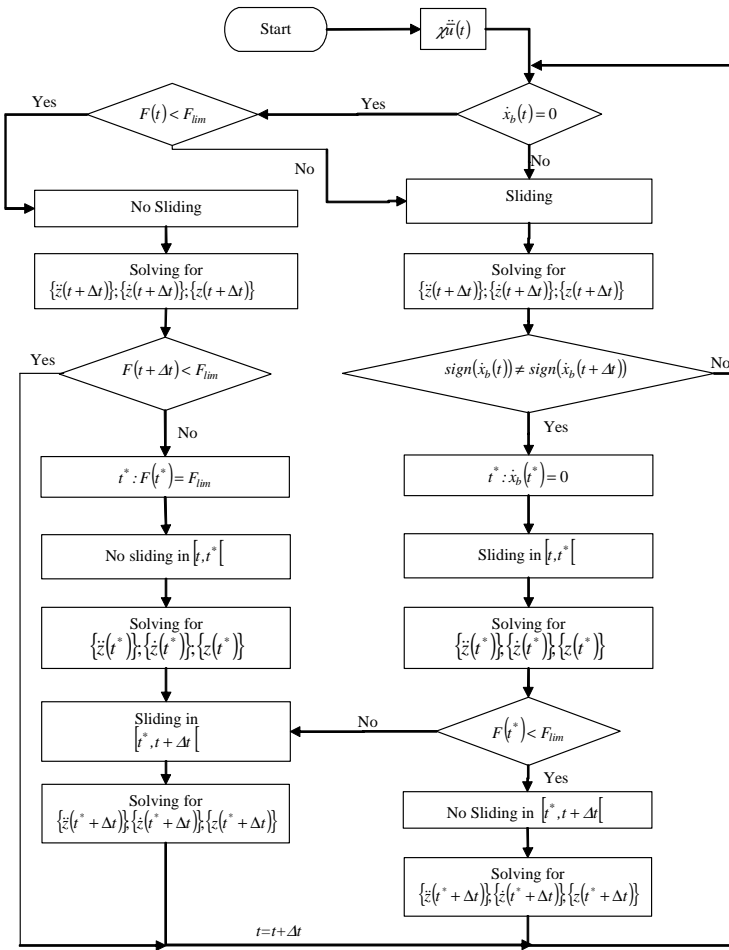 Start
χǖ(t)
Yes
F(t) < F_lim
Yes
ẋ_b(t) = 0
No
No
No Sliding
Sliding
Solving for
{z̈(t + Δt)}; {ż(t + Δt)}; {z(t + Δt)}
Solving for
{z̈(t + Δt)}; {ż(t + Δt)}; {z(t + Δt)}
Yes
F(t + Δt) < F_lim
sign(ẋ_b(t)) ≠ sign(ẋ_b(t + Δt))
No
No
Yes
t* : F(t*) = F_lim
t* : ẋ_b(t*) = 0
No sliding in [t, t*[
Sliding in [t, t*[
Solving for
{z̈(t*)}; {ż(t*)}; {z(t*)}
Solving for
{z̈(t*)}; {ż(t*)}, {z(t*)}
Sliding in
[t*, t + Δt[
No
F(t*) < F_lim
Yes
Solving for
{z̈(t* + Δt)}; {ż(t* + Δt)}; {z(t* + Δt)}
No Sliding in [t*, t + Δt[
Solving for
{z̈(t* + Δt)}; {ż(t* + Δt)}; {z(t* + Δt)}
t=t+Δt